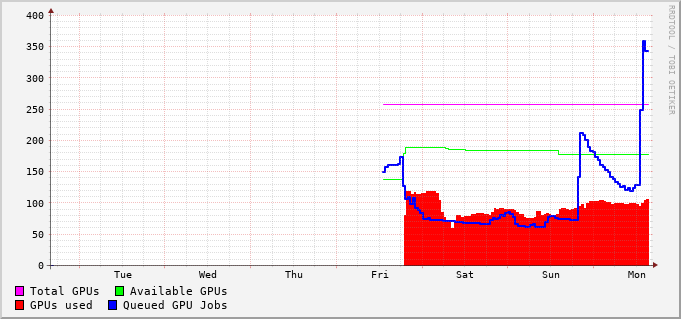 400
350
300
250
200
150
100
50
0
Tue Wed Thu Fri Sat Sun Mon
Total GPUs Available GPUs
GPUs used Queued GPU Jobs
RRDTOOL / TOBI OETIKER